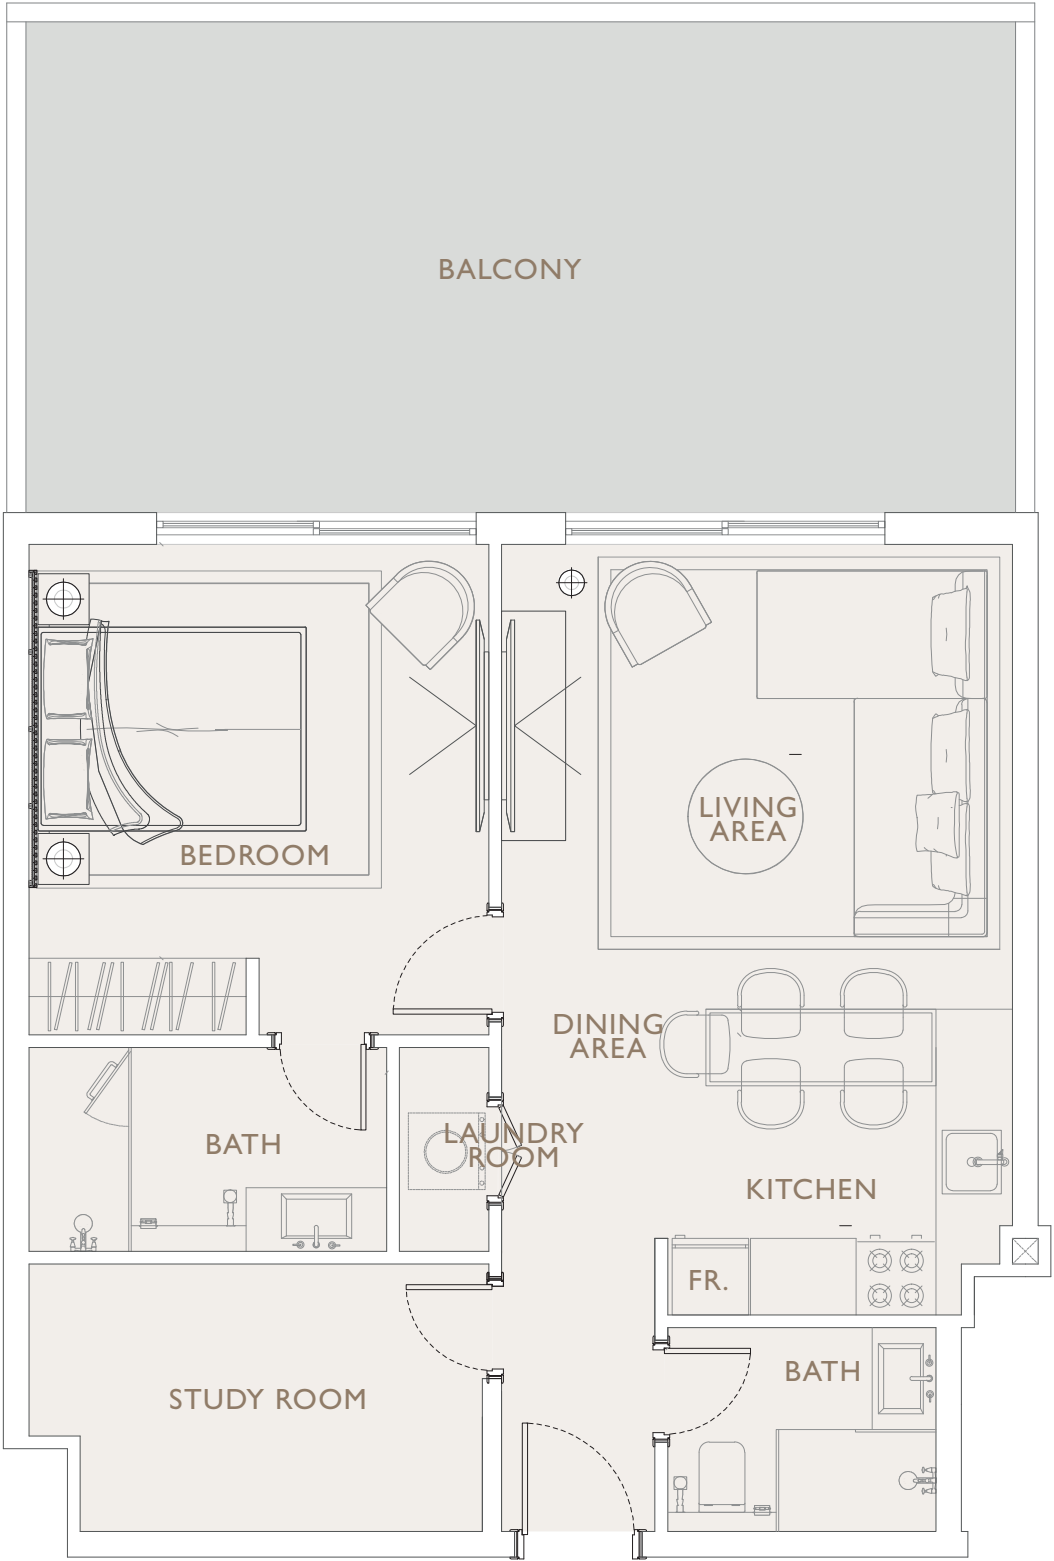 BALCONY
LIVING
AREA
BEDROOM
DINING
AREA
LAUNDRY
ROOM
BATH
KITCHEN
FR.
BATH
STUDY ROOM